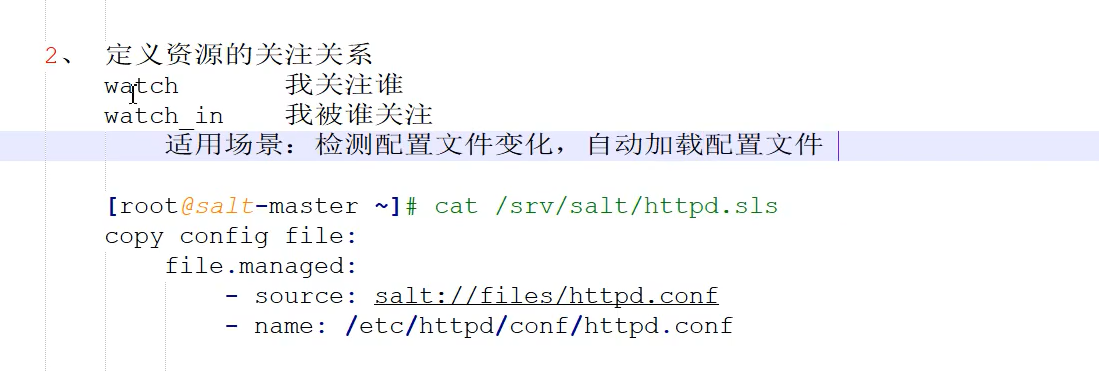 2、 定义资源的关注关系
watch 我关注谁
watch_in 我被谁关注
适用场景：检测配置文件变化，自动加载配置文件
[root@salt-master ~]# cat /srv/salt/httpd.sls
copy config file:
file.managed:
- source: salt://files/httpd.conf
- name: /etc/httpd/conf/httpd.conf